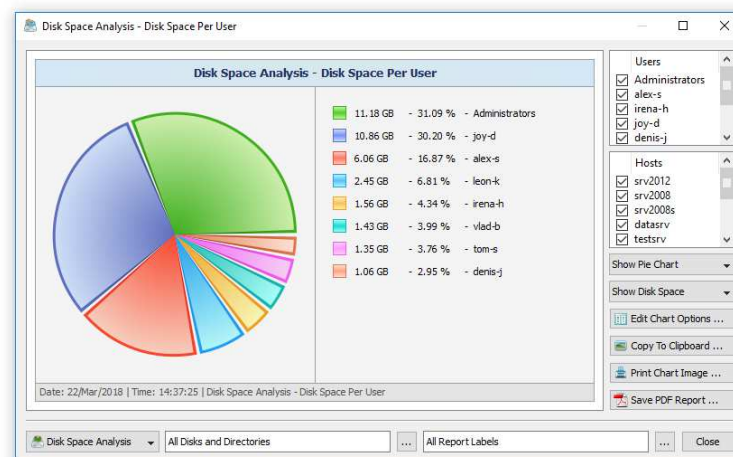 Disk Space Analysis - Disk Space Per User
Disk Space Analysis - Disk Space Per User
11.18 GB - 31.09 % - Administrators
10.86 GB - 30.20 % - joy-d
6.06 GB - 16.87 % - alex-s
2.45 GB - 6.81 % - leon-k
1.56 GB - 4.34 % - irena-h
1.43 GB - 3.99 % - vlad-b
1.35 GB - 3.76 % - tom-s
1.06 GB - 2.95 % - denis-j
Date: 22/Mar/2018 | Time: 14:37:25 | Disk Space Analysis - Disk Space Per User
Users
Administrators
alex-s
irena-h
joy-d
denis-j
Hosts
srv2012
srv2008
srv2008s
datasrv
testsrv
Show Pie Chart
Show Disk Space
Edit Chart Options ...
Copy To Clipboard ...
Print Chart Image ...
Save PDF Report ...
Disk Space Analysis All Disks and Directories ... All Report Labels ... Close